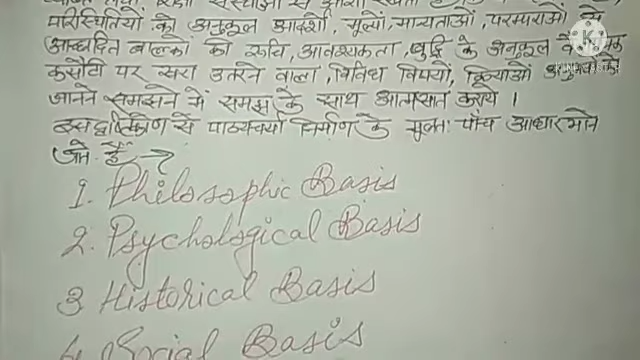 परिस्थितियों को अनुकूल आदर्शो, मूल्यों, मान्यताओं, परम्पराओं से
आच्छादित बालकों की रूचि, आवश्यकता, बुद्धि के अनुकूल
कसौटी पर खरा उतरने वाला, विविध विषयों, क्रियाओं
जानने समझने में समझ के साथ आत्मसात कराये ।
इस दृष्टिकोण से पाठ्यचर्या निर्माण के मुख्यतः पाँच आधार माने
जाते हैं -
1. Philosophic Basis
2. Psychological Basis
3 Historical Basis
4. Social Basis